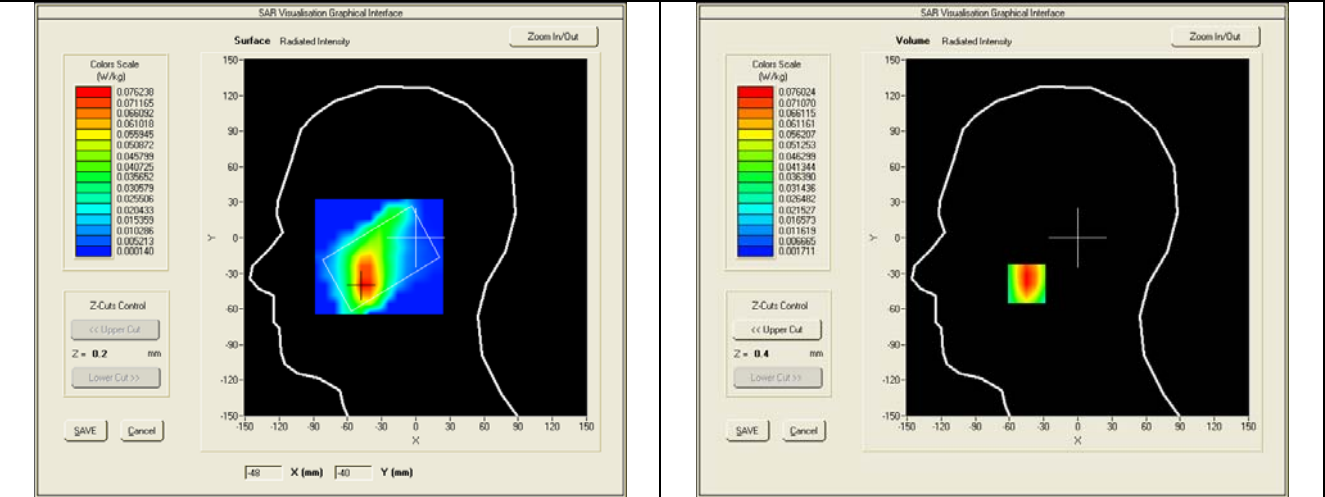 SAR Visualisation Graphical Interface
Surface Radiated Intensity
Zoom In/Out
Colors Scale
(W/kg)
0.076238
0.071165
0.066092
0.061018
0.055945
0.050872
0.045799
0.040725
0.035652
0.030579
0.025506
0.020433
0.015359
0.010286
0.005213
0.000140
Z-Cuts Control
<< Upper Cut
Z = 0.2 mm
Lower Cut >>
SAVE Cancel
150
120
90
60
30
0
-30
-60
-90
-120
-150
Y
-150 -120 -90 -60 -30 0 30 60 90 120 150
X
-48 X (mm) -40 Y (mm)
SAR Visualisation Graphical Interface
Volume Radiated Intensity
Zoom In/Out
Colors Scale
(W/kg)
0.076024
0.071070
0.066115
0.061161
0.056207
0.051253
0.046299
0.041344
0.036390
0.031436
0.026482
0.021527
0.016573
0.011619
0.006665
0.001711
Z-Cuts Control
<< Upper Cut
Z = 0.4 mm
Lower Cut >>
SAVE Cancel
150
120
90
60
30
0
-30
-60
-90
-120
-150
Y
-150 -120 -90 -60 -30 0 30 60 90 120 150
X